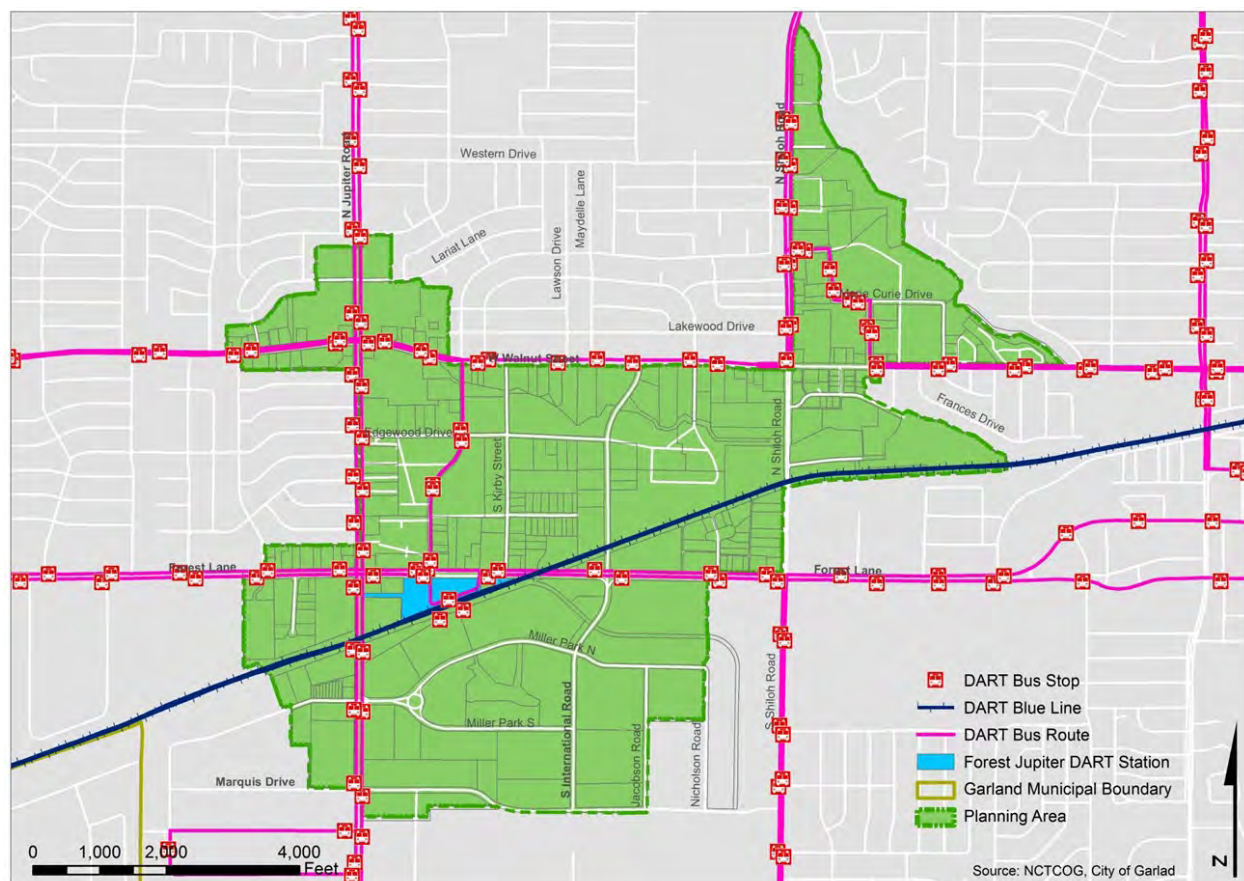 Western Drive
N Jupiter Road
N Shiloh Road
Maydelle Lane
Lariat Lane
Lawson Drive
Marie Curie Drive
Lakewood Drive
W Walnut Street
Frances Drive
Edgewood Drive
N Shiloh Road
S Kirby Street
Forest Lane
Forest Lane
Miller Park N
S Shiloh Road
Miller Park S
S International Road
Jacobson Road
Nicholson Road
Marquis Drive
DART Bus Stop
DART Blue Line
DART Bus Route
Forest Jupiter DART Station
Garland Municipal Boundary
Planning Area
0 1,000 2,000 4,000
Feet
N
Source: NCTCOG, City of Garlad